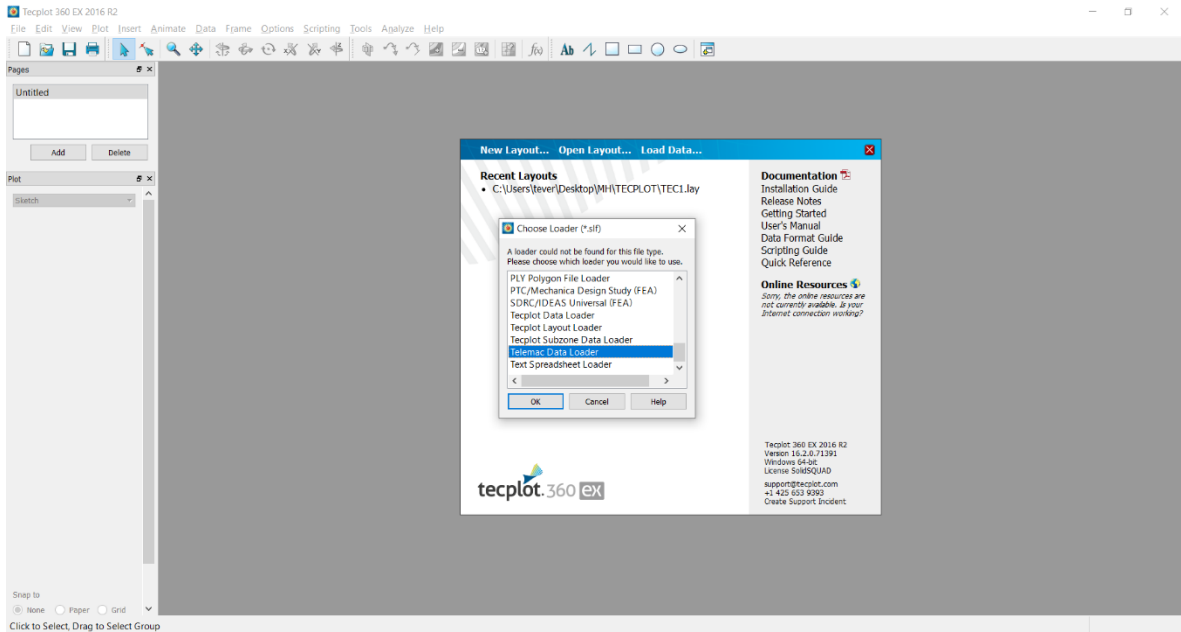 Tecplot 360 EX 2016 R2
File Edit View Plot Insert Animate Data Frame Options Scripting Tools Analyze Help
Ab
f(x)
Pages
Untitled
Add Delete
Plot
Sketch
Snap to
None Paper Grid
Click to Select, Drag to Select Group
New Layout... Open Layout... Load Data...
Recent Layouts
• C:\Users\tever\Desktop\MH\TECPLOT\TEC1.lay
Choose Loader (*.slf)
A loader could not be found for this file type.
Please choose which loader you would like to use.
PLY Polygon File Loader
PTC/Mechanica Design Study (FEA)
SDRC/IDEAS Universal (FEA)
Tecplot Data Loader
Tecplot Layout Loader
Tecplot Subzone Data Loader
Telemac Data Loader
Text Spreadsheet Loader
OK Cancel Help
tecplot.360 EX
Documentation
Installation Guide
Release Notes
Getting Started
User's Manual
Data Format Guide
Scripting Guide
Quick Reference
Online Resources
Sorry, the online resources are
not currently available. Is your
Internet connection working?
Tecplot 360 EX 2016 R2
Version 16.2.0.71391
Windows 64-bit
License SolidSQUAD
support@tecplot.com
+1 425 653 9393
Create Support Incident